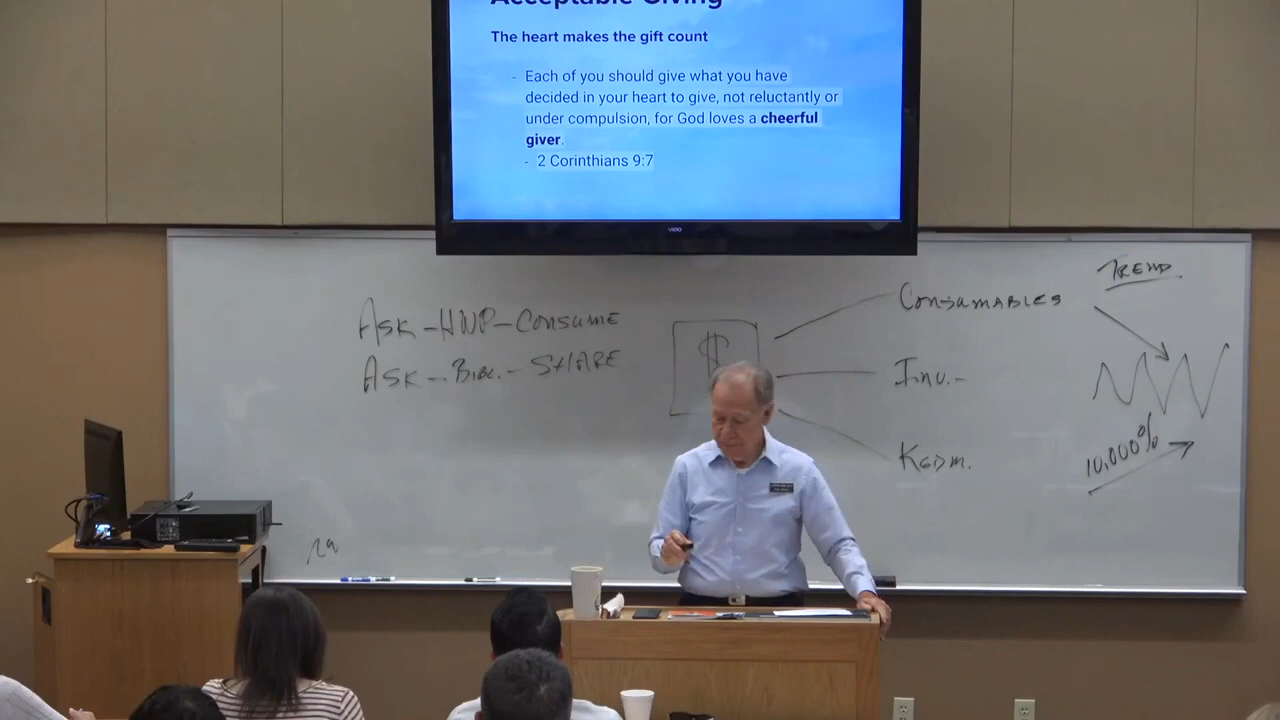 Acceptable Giving
The heart makes the gift count
- Each of you should give what you have
decided in your heart to give, not reluctantly or
under compulsion, for God loves a cheerful
giver.
- 2 Corinthians 9:7
VIZIO
TREND
ASK-HWP-CONSUME
ASK-BIBL.-SHARE
$
CONSUMABLES
INV.-
KGDM.
10,000%